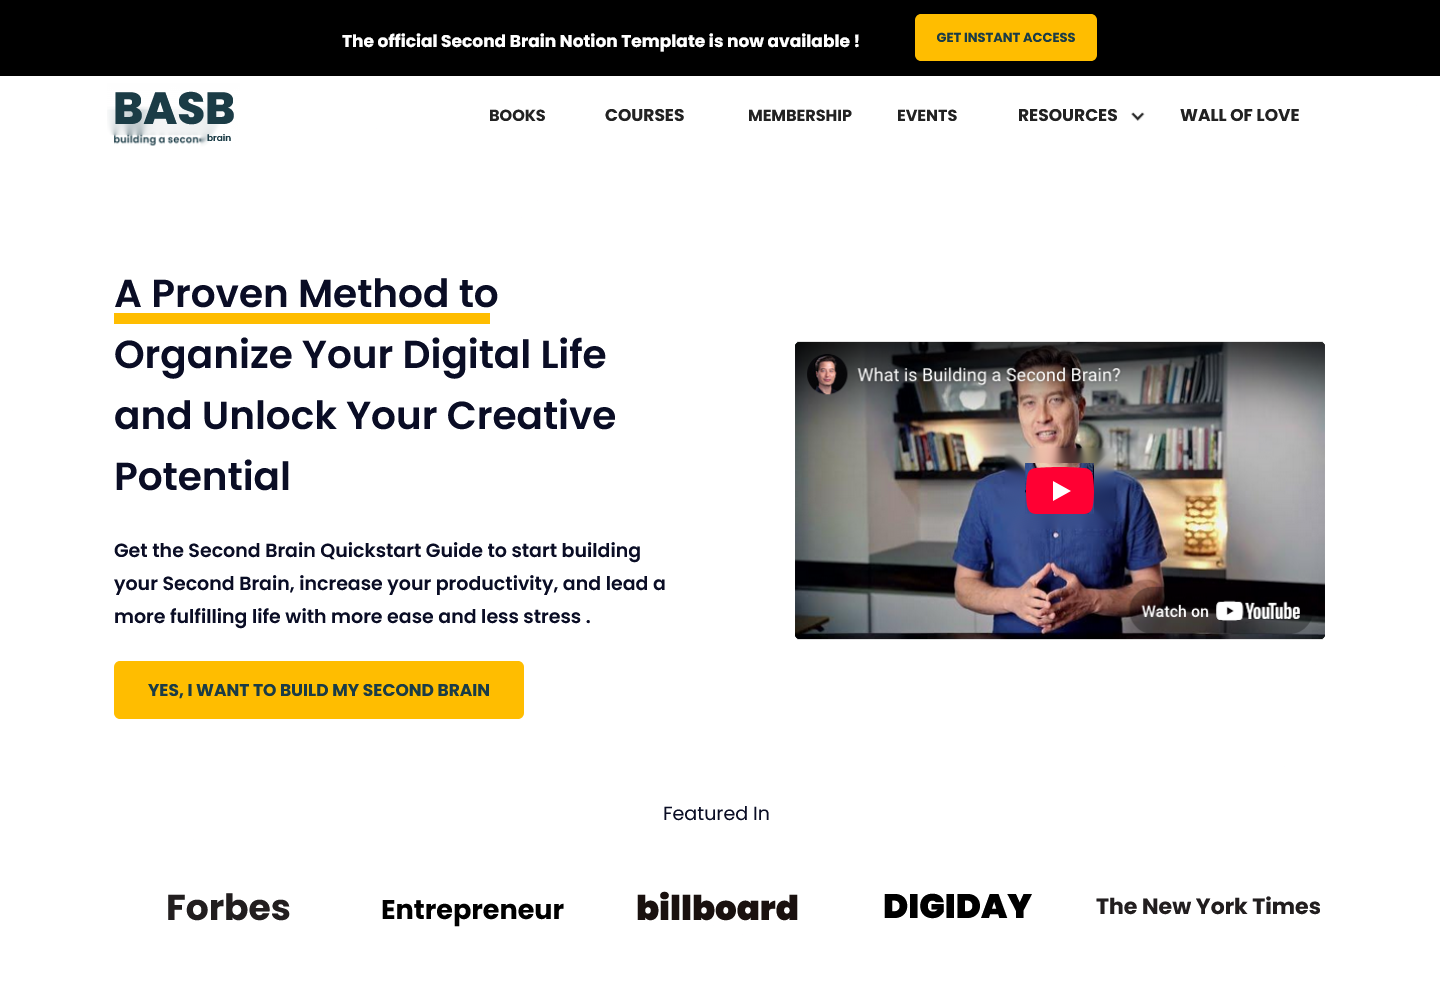 The official Second Brain Notion Template is now available !
GET INSTANT ACCESS
BASB
building a secon brain
BOOKS
COURSES
MEMBERSHIP
EVENTS
RESOURCES
WALL OF LOVE
A Proven Method to
Organize Your Digital Life
and Unlock Your Creative
Potential
Get the Second Brain Quickstart Guide to start building
your Second Brain, increase your productivity, and lead a
more fulfilling life with more ease and less stress .
YES, I WANT TO BUILD MY SECOND BRAIN
What is Building a Second Brain?
Watch on YouTube
Featured In
Forbes
Entrepreneur
billboard
DIGIDAY
The New York Times